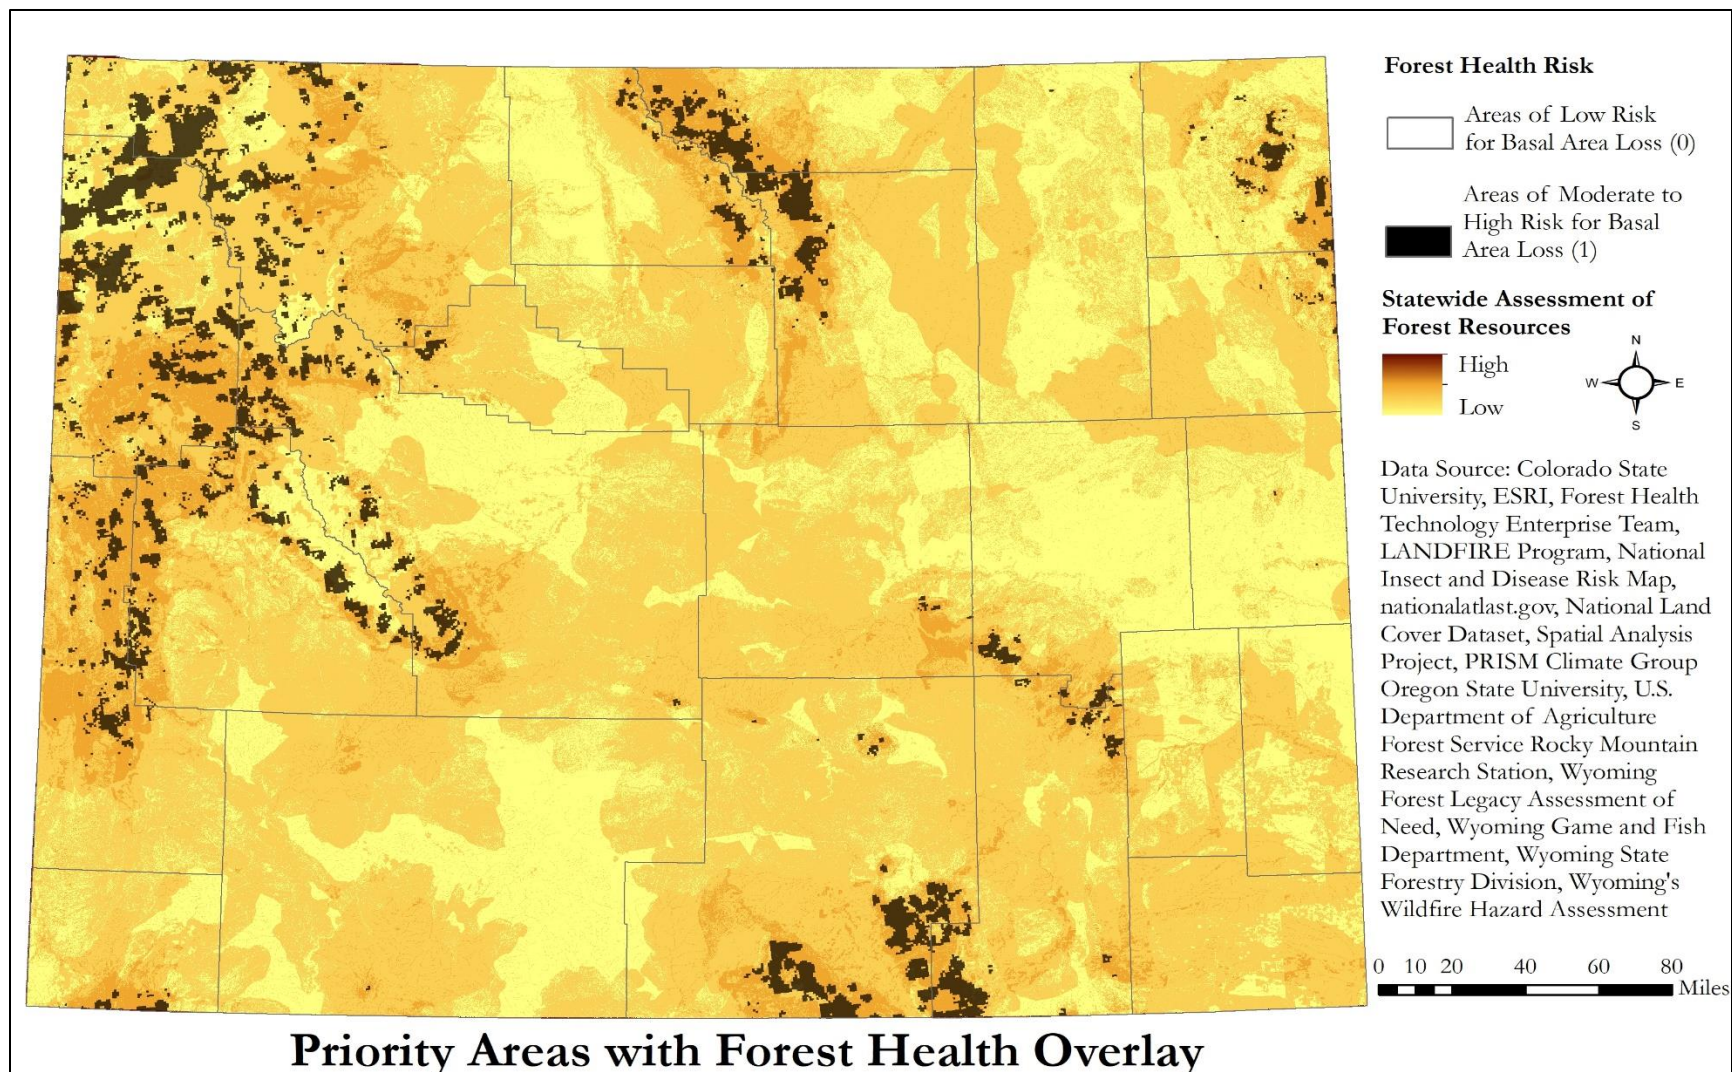 Forest Health Risk
Areas of Low Risk
for Basal Area Loss (0)
Areas of Moderate to
High Risk for Basal
Area Loss (1)
Statewide Assessment of
Forest Resources
High
Low
N
W E
S
Data Source: Colorado State
University, ESRI, Forest Health
Technology Enterprise Team,
LANDFIRE Program, National
Insect and Disease Risk Map,
nationalatlast.gov, National Land
Cover Dataset, Spatial Analysis
Project, PRISM Climate Group
Oregon State University, U.S.
Department of Agriculture
Forest Service Rocky Mountain
Research Station, Wyoming
Forest Legacy Assessment of
Need, Wyoming Game and Fish
Department, Wyoming State
Forestry Division, Wyoming's
Wildfire Hazard Assessment
0 10 20 40 60 80
Miles
Priority Areas with Forest Health Overlay